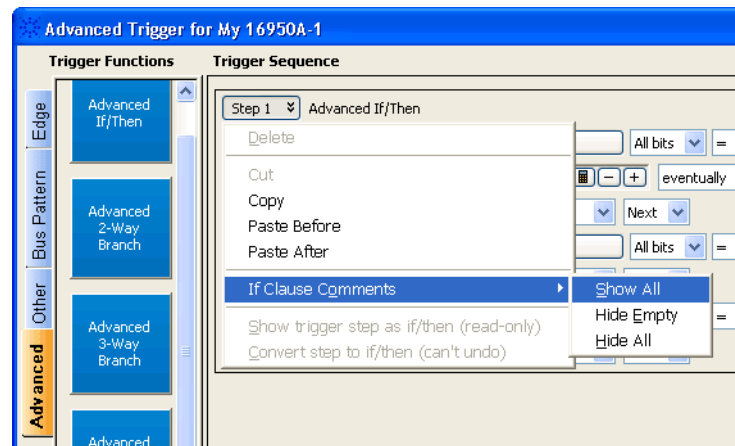 Advanced Trigger for My 16950A-1
Trigger Functions
Trigger Sequence
Edge
Bus Pattern
Other
Advanced
Advanced
If/Then
Advanced
2-Way
Branch
Advanced
3-Way
Branch
Advanced
Step 1 Advanced If/Then
Delete
Cut
Copy
Paste Before
Paste After
If Clause Comments
Show trigger step as if/then (read-only)
Convert step to if/then (can't undo)
Show All
Hide Empty
Hide All
All bits =
- + eventually
Next
All bits =
=